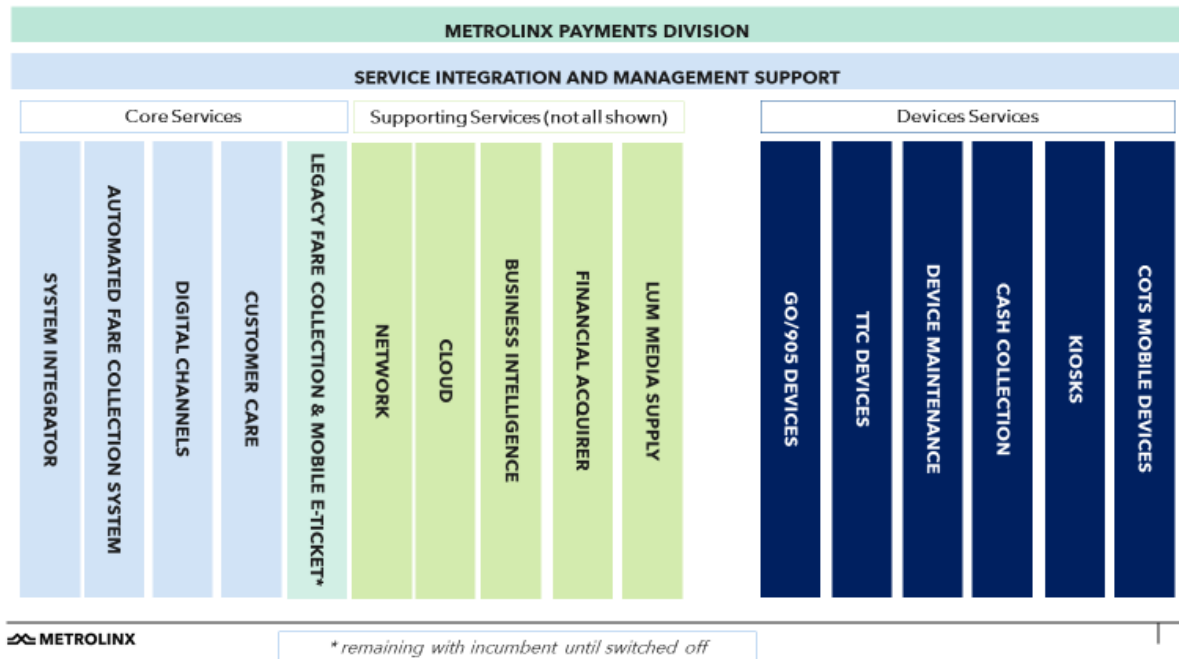 METROLINX PAYMENTS DIVISION
SERVICE INTEGRATION AND MANAGEMENT SUPPORT
Core Services
Supporting Services (not all shown)
Devices Services
SYSTEM INTEGRATOR
AUTOMATED FARE COLLECTION SYSTEM
DIGITAL CHANNELS
CUSTOMER CARE
LEGACY FARE COLLECTION & MOBILE E-TICKET*
NETWORK
CLOUD
BUSINESS INTELLIGENCE
FINANCIAL ACQUIRER
LUM MEDIA SUPPLY
GO/905 DEVICES
TTC DEVICES
DEVICE MAINTENANCE
CASH COLLECTION
KIOSKS
COTS MOBILE DEVICES
METROLINX
* remaining with incumbent until switched off